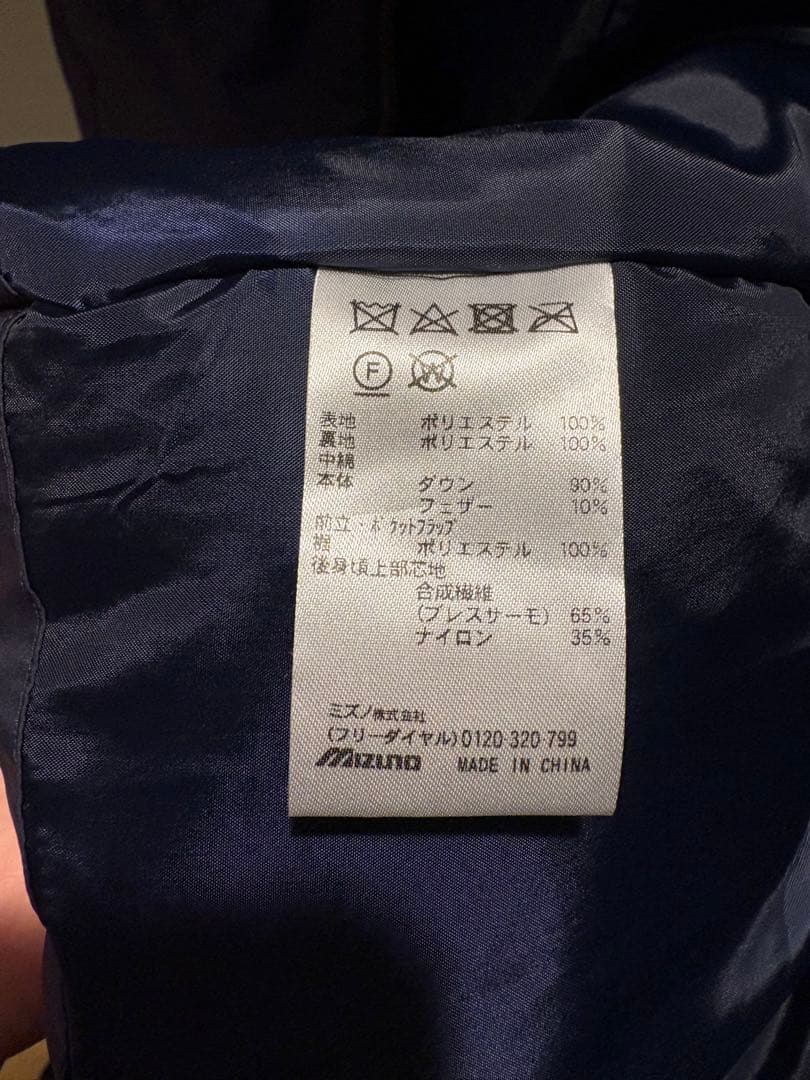 F
W
表地 ポリエステル 100%
裏地 ポリエステル 100%
中綿
本体 ダウン 90%
フェザー 10%
前立・ポケットフラップ
裾 ポリエステル 100%
後身頃上部芯地
合成繊維
(ブレスサーモ) 65%
ナイロン 35%
ミズノ株式会社
(フリーダイヤル)0120-320-799
Mizuno MADE IN CHINA